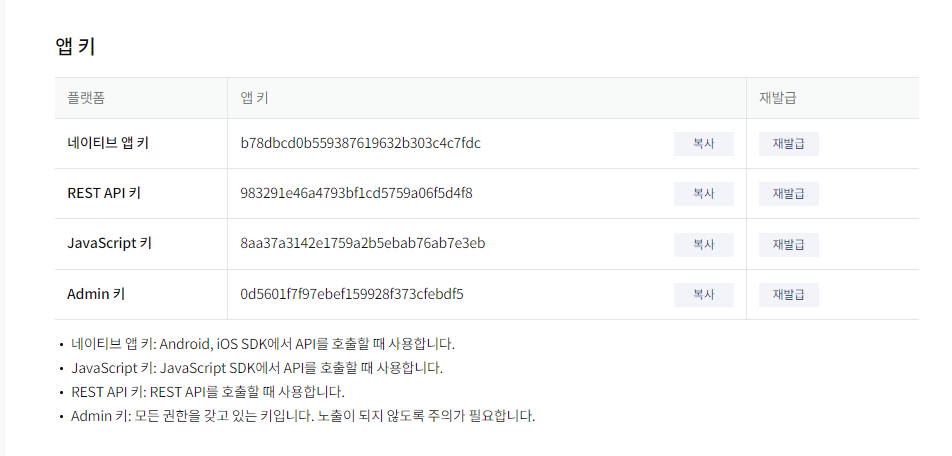 앱 키
플랫폼 앱 키 재발급
네이티브 앱 키 b78dbcd0b559387619632b303c4c7fdc 복사 재발급
REST API 키 983291e46a4793bf1cd5759a06f5d4f8 복사 재발급
JavaScript 키 8aa37a3142e1759a2b5ebab76ab7e3eb 복사 재발급
Admin 키 0d5601f7f97ebef159928f373cfebdf5 복사 재발급
• 네이티브 앱 키: Android, iOS SDK에서 API를 호출할 때 사용합니다.
• JavaScript 키: JavaScript SDK에서 API를 호출할 때 사용합니다.
• REST API 키: REST API를 호출할 때 사용합니다.
• Admin 키: 모든 권한을 갖고 있는 키입니다. 노출이 되지 않도록 주의가 필요합니다.